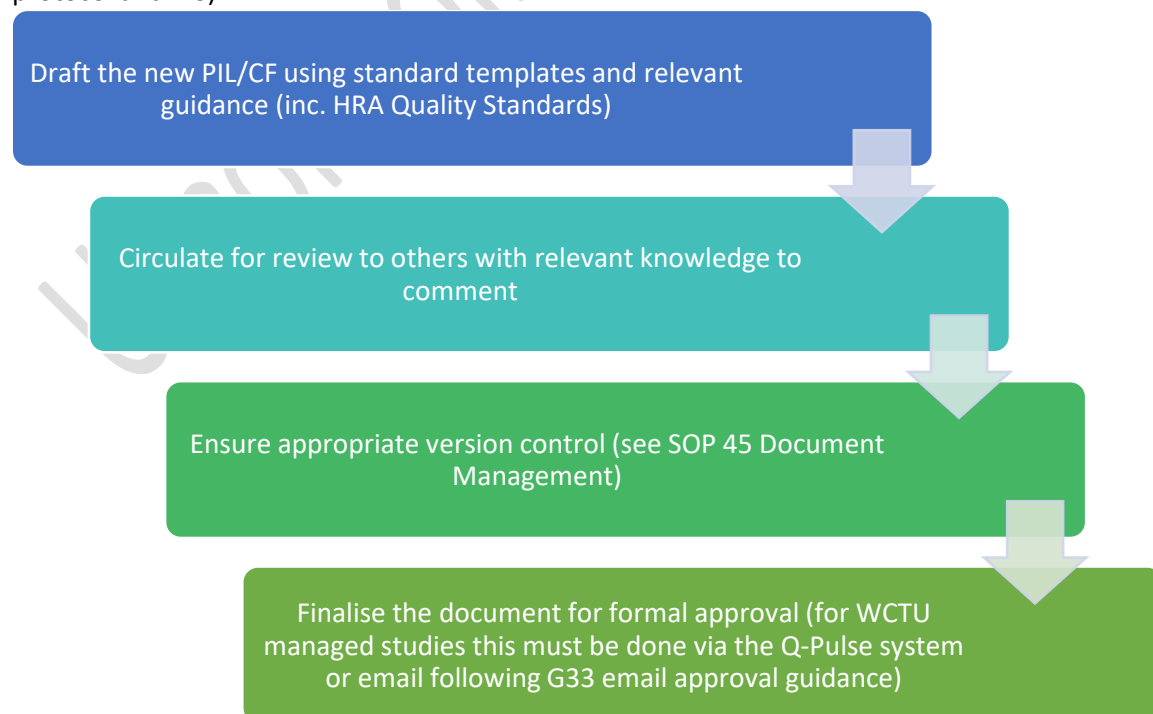 Draft the new PIL/CF using standard templates and relevant
guidance (inc. HRA Quality Standards)
Circulate for review to others with relevant knowledge to
comment
Ensure appropriate version control (see SOP 45 Document
Management)
Finalise the document for formal approval (for WCTU
managed studies this must be done via the Q-Pulse system
or email following G33 email approval guidance)